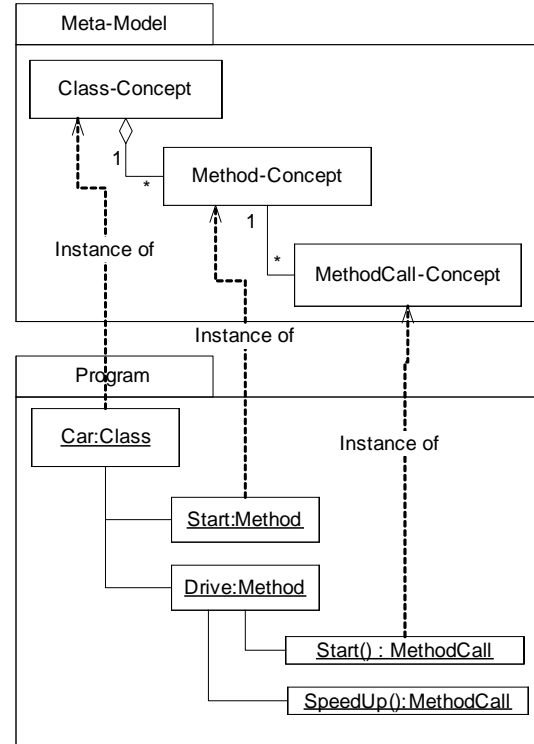 Meta-Model
Class-Concept
1
*
Method-Concept
1
*
MethodCall-Concept
Instance of
Instance of
Program
Car:Class
Instance of
Start:Method
Drive:Method
Start() : MethodCall
SpeedUp():MethodCall